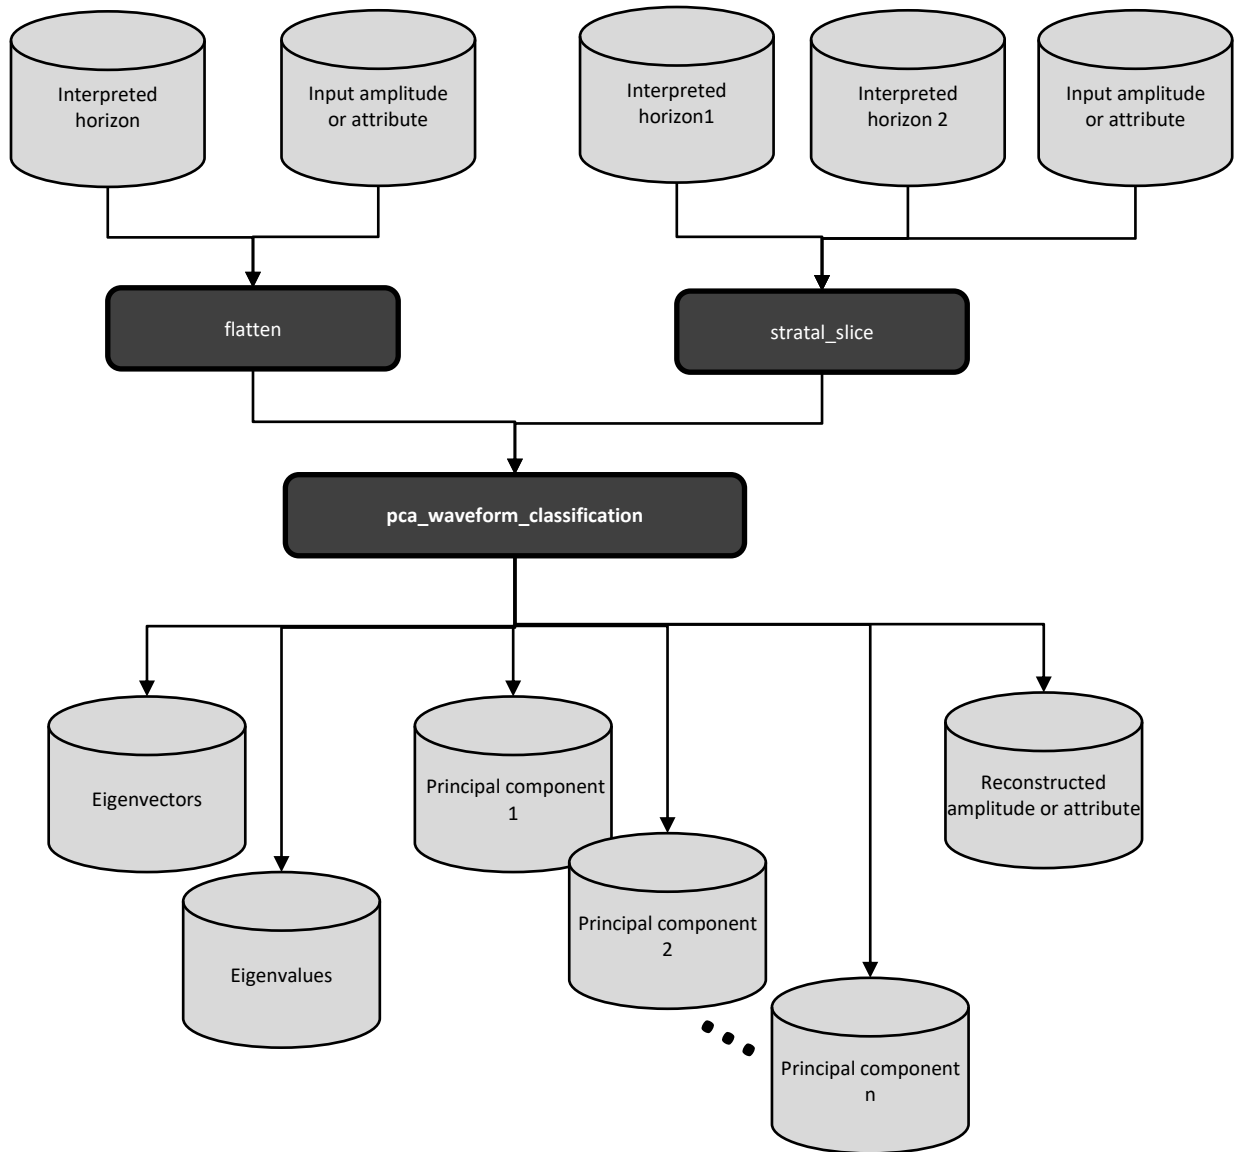 Interpreted
horizon
Input amplitude
or attribute
Interpreted
horizon1
Interpreted
horizon 2
Input amplitude
or attribute
flatten
stratal_slice
pca_waveform_classification
Eigenvectors
Eigenvalues
Principal component
1
Principal component
2
Principal component
n
Reconstructed
amplitude or attribute